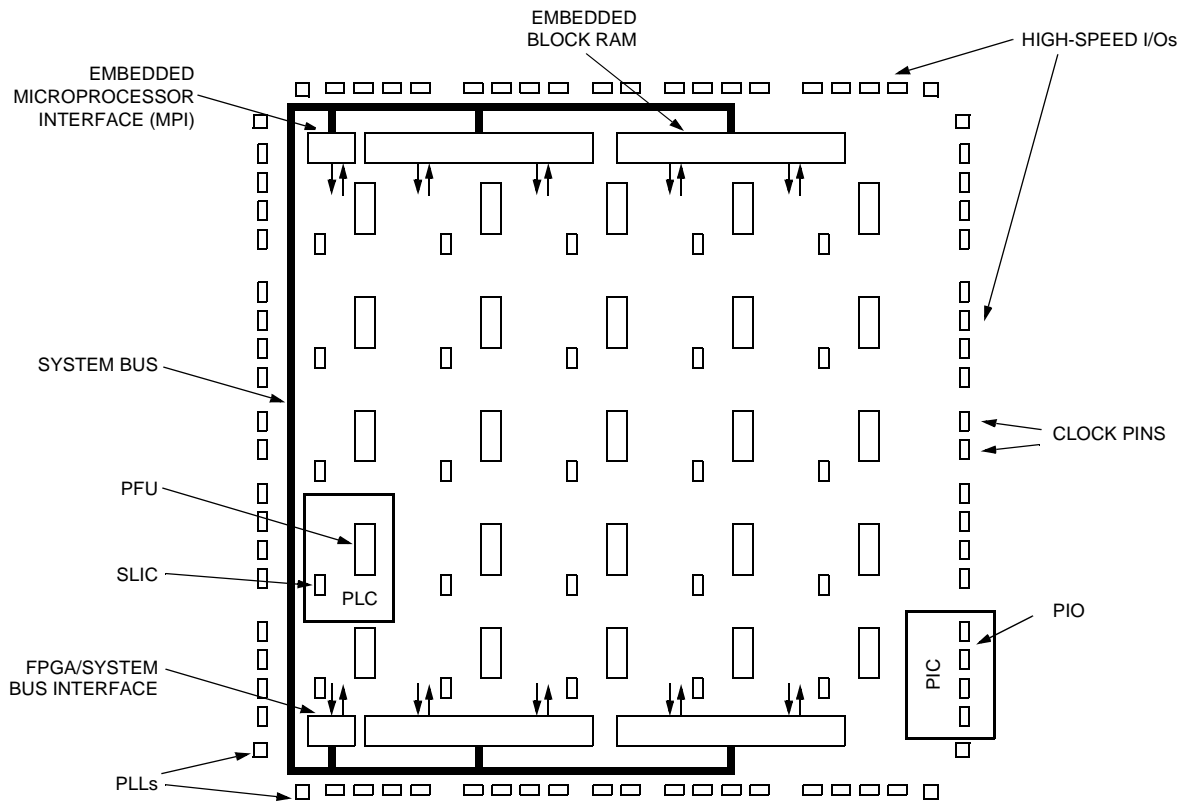 EMBEDDED
BLOCK RAM
HIGH-SPEED I/Os
EMBEDDED
MICROPROCESSOR
INTERFACE (MPI)
SYSTEM BUS
CLOCK PINS
PFU
SLIC
PLC
PIO
FPGA/SYSTEM
BUS INTERFACE
PIC
PLLs